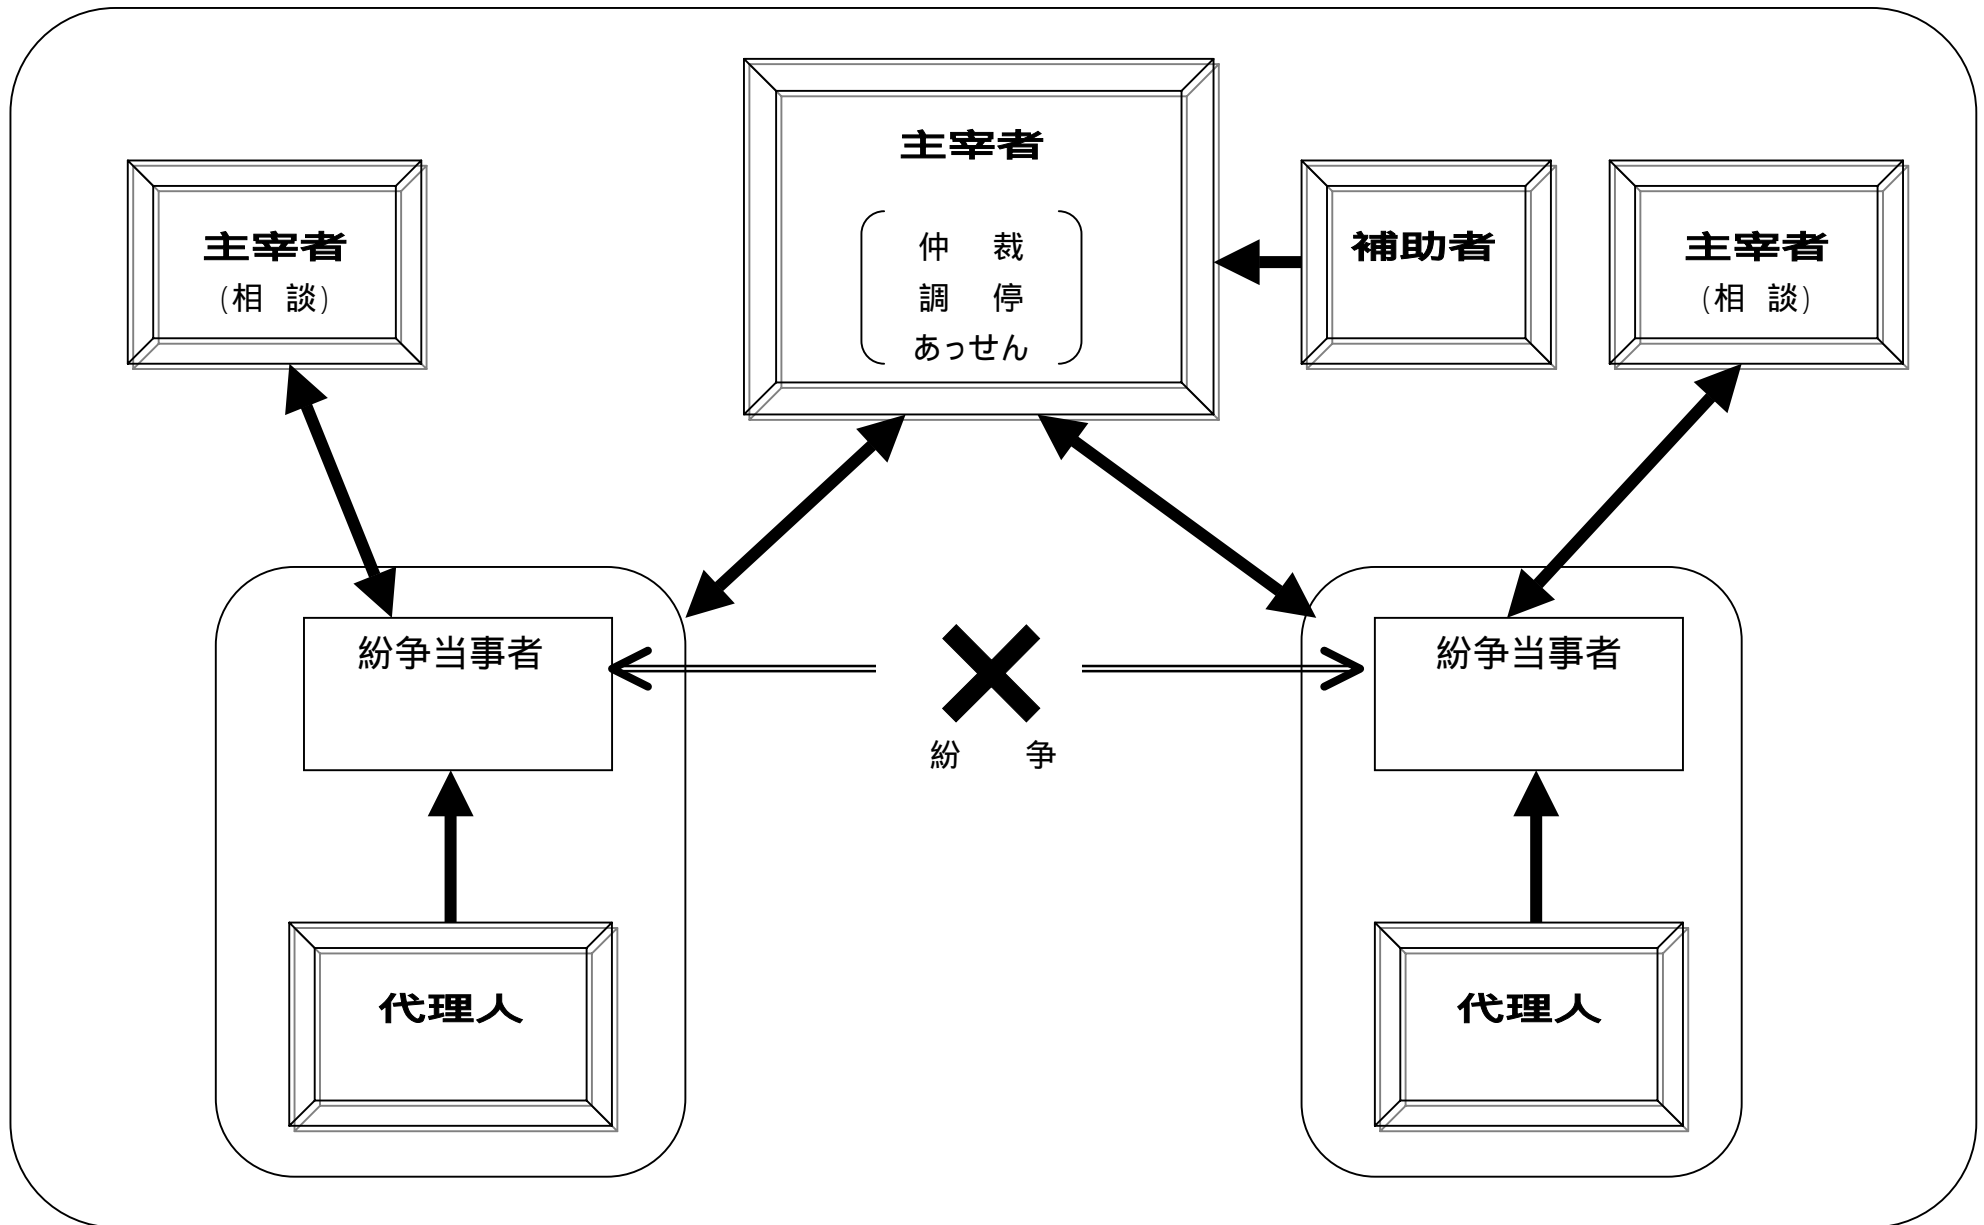 主宰者
仲　裁
調　停
あっせん
主宰者
(相　談)
補助者
主宰者
(相　談)
紛争当事者
紛争当事者
紛　　争
代理人
代理人